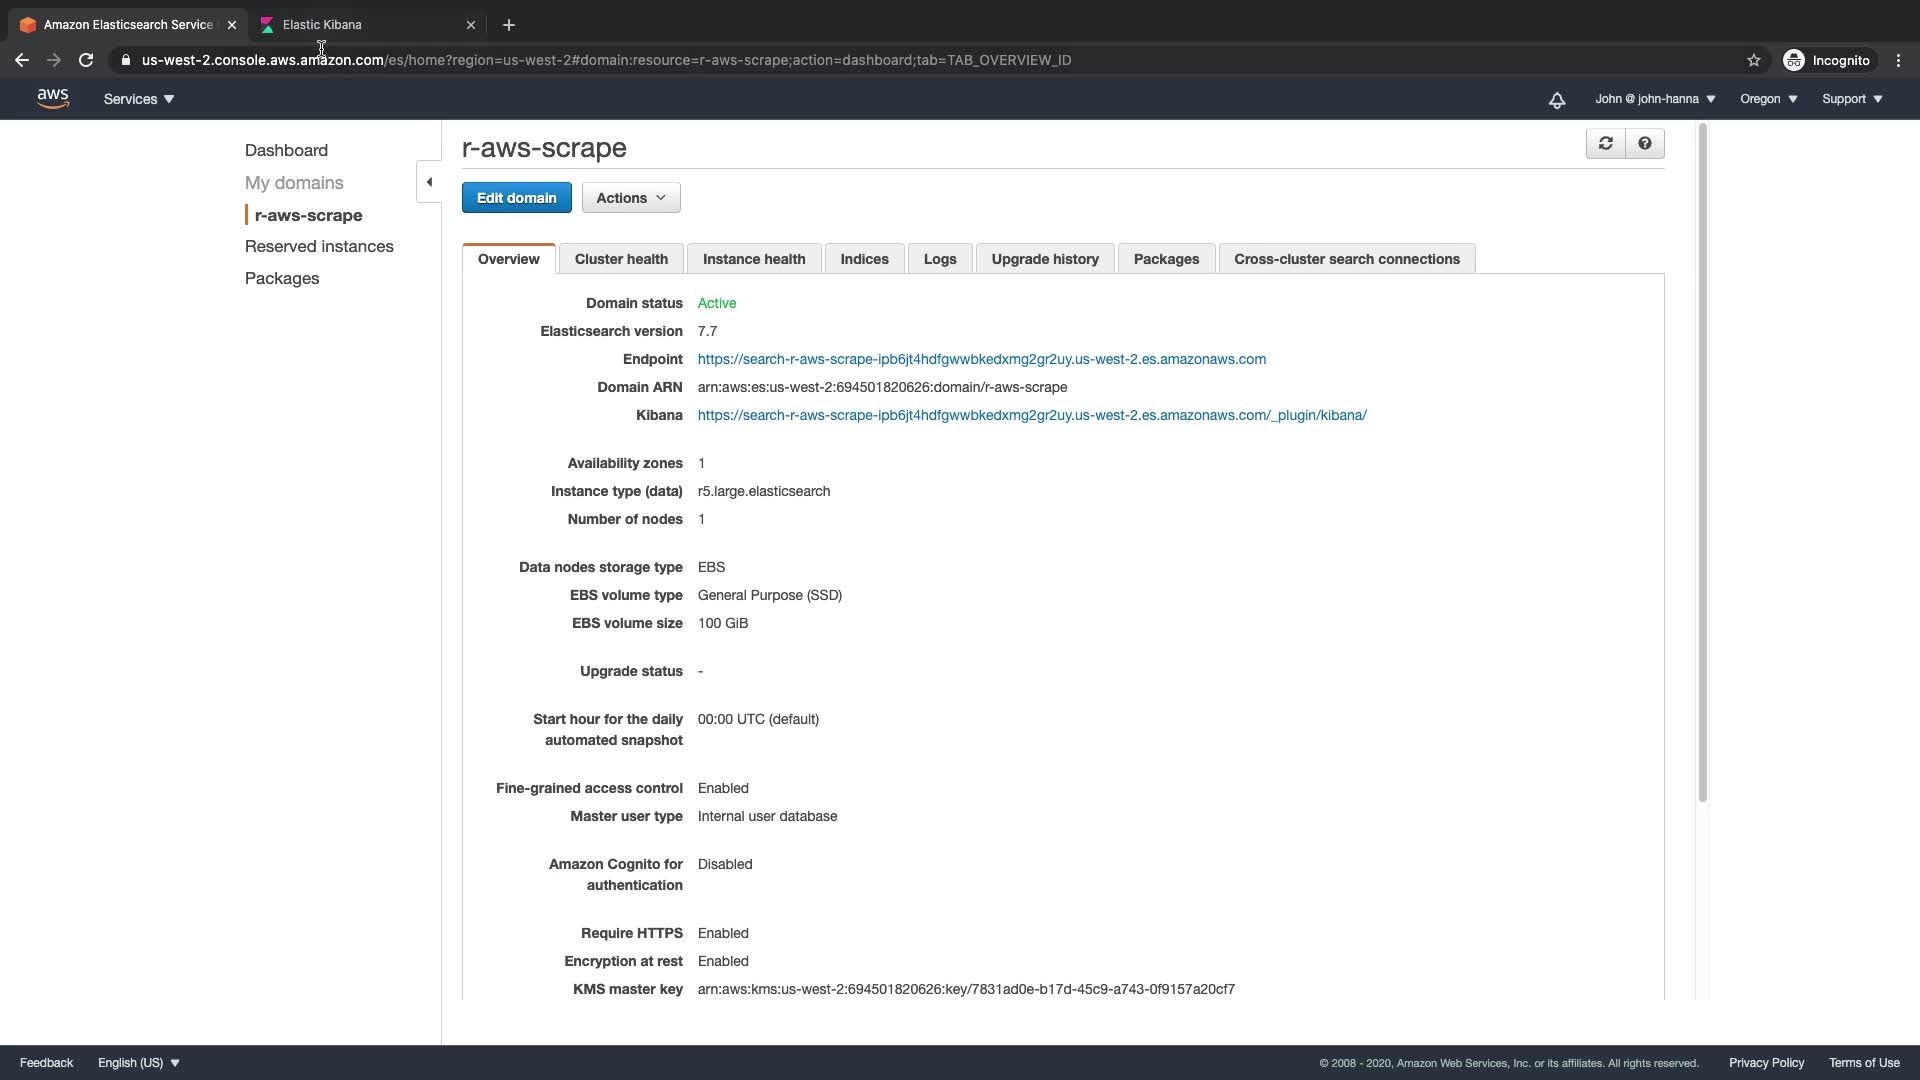 Amazon Elasticsearch Service
Elastic Kibana
us-west-2.console.aws.amazon.com/es/home?region=us-west-2#domain:resource=r-aws-scrape;action=dashboard;tab=TAB_OVERVIEW_ID
Incognito
aws
Services
John @ john-hanna
Oregon
Support
Dashboard
My domains
r-aws-scrape
Reserved instances
Packages
r-aws-scrape
Edit domain
Actions
Overview
Cluster health
Instance health
Indices
Logs
Upgrade history
Packages
Cross-cluster search connections
Domain status Active
Elasticsearch version 7.7
Endpoint https://search-r-aws-scrape-ipb6jt4hdfgwwbkedxmg2gr2uy.us-west-2.es.amazonaws.com
Domain ARN arn:aws:es:us-west-2:694501820626:domain/r-aws-scrape
Kibana https://search-r-aws-scrape-ipb6jt4hdfgwwbkedxmg2gr2uy.us-west-2.es.amazonaws.com/_plugin/kibana/
Availability zones 1
Instance type (data) r5.large.elasticsearch
Number of nodes 1
Data nodes storage type EBS
EBS volume type General Purpose (SSD)
EBS volume size 100 GiB
Upgrade status -
Start hour for the daily 00:00 UTC (default)
automated snapshot
Fine-grained access control Enabled
Master user type Internal user database
Amazon Cognito for Disabled
authentication
Require HTTPS Enabled
Encryption at rest Enabled
KMS master key arn:aws:kms:us-west-2:694501820626:key/7831ad0e-b17d-45c9-a743-0f9157a20cf7
Feedback
English (US)
© 2008 - 2020, Amazon Web Services, Inc. or its affiliates. All rights reserved.
Privacy Policy
Terms of Use